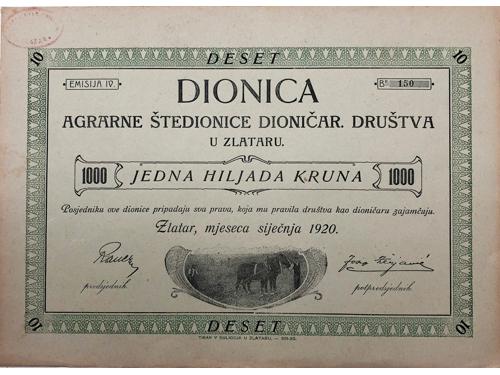 10 DESET 10
EMISIJA IV. Br 150
DIONICA
AGRARNE ŠTEDIONICE DIONIČAR. DRUŠTVA
U ZLATARU.
1000 JEDNA HILJADA KRUNA 1000
Posjedniku ove dionice pripadaju sva prava, koja mu pravila društva kao dioničaru zajamčuju.
Zlatar, mjeseca siječnja 1920.
predsjednik. potpredsjednik.
10 DESET 10
TISAK V U ZLATARU.